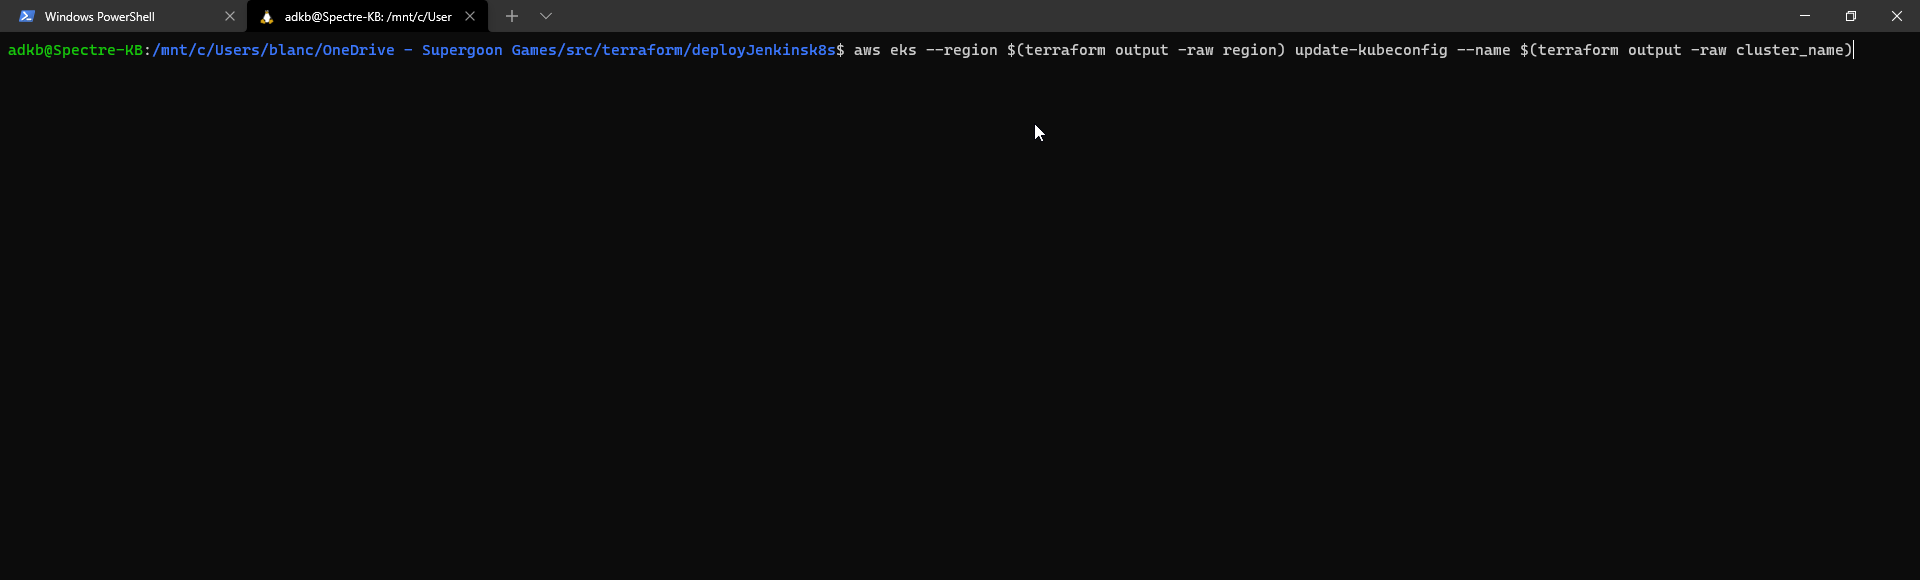 Windows PowerShell
adkb@Spectre-KB: /mnt/c/User
adkb@Spectre-KB:/mnt/c/Users/blanc/OneDrive - Supergoon Games/src/terraform/deployJenkinsk8s$ aws eks --region $(terraform output -raw region) update-kubeconfig --name $(terraform output -raw cluster_name)